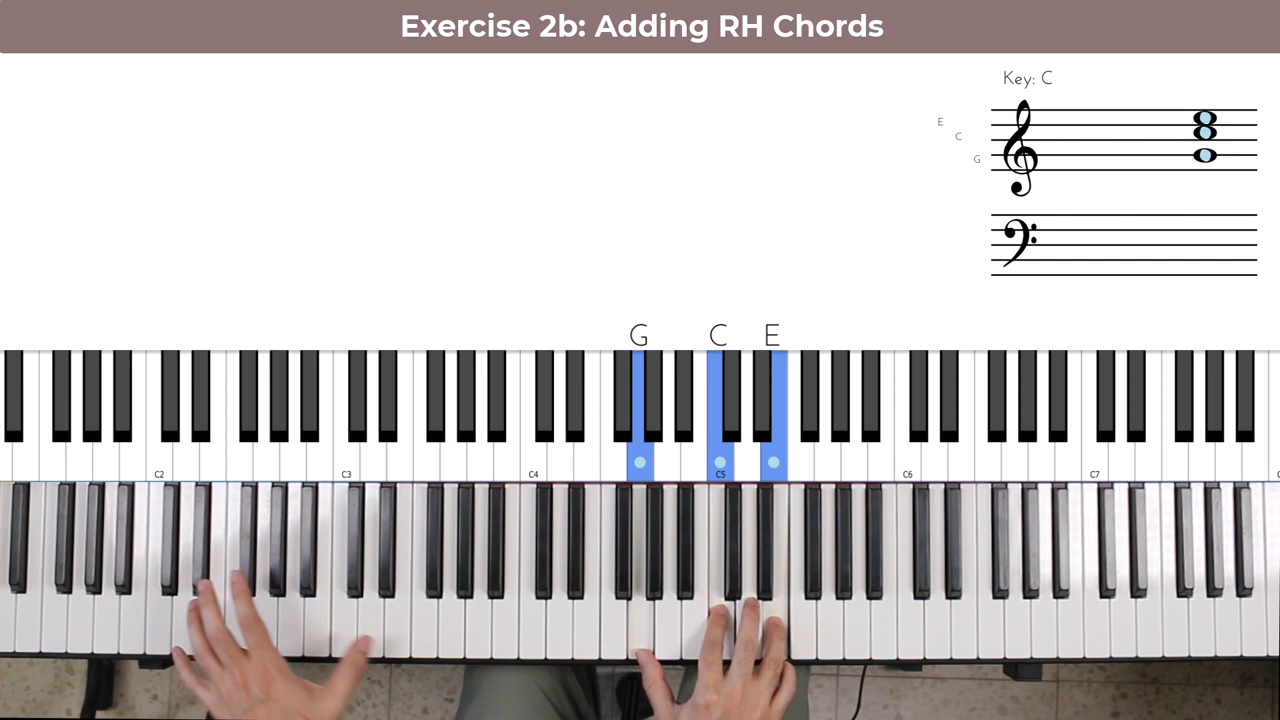 Exercise 2b: Adding RH Chords
Key: C
E
C
G
G C E
C2 C3 C4 C5 C6 C7